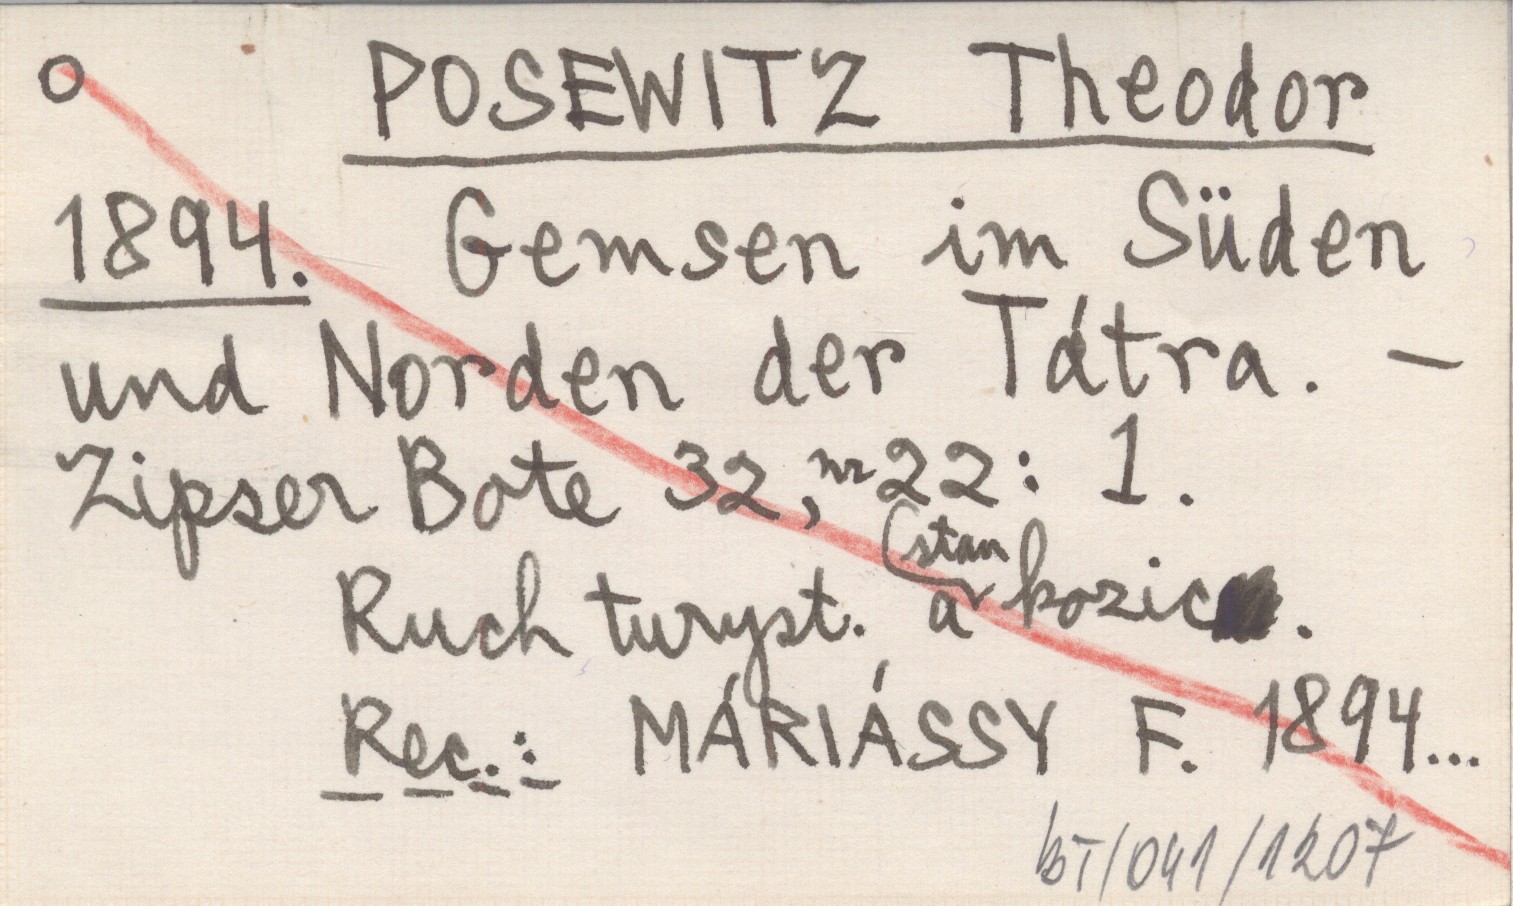 O POSEWITZ Theodor
1894. Gemsen im Süden
und Norden der Tátra. –
Zipser Bote 32, nr 22: 1.
(stan
Ruch turyst. a kozic.
Rec.: MÁRIÁSSY F. 1894...
bT/041/1207